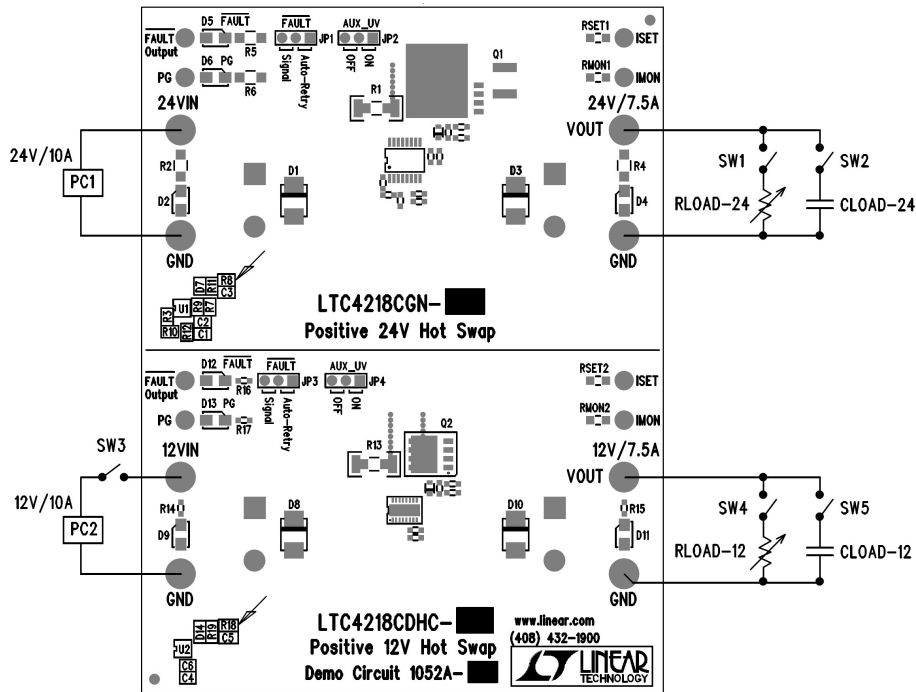 FAULT
Output
D5
FAULT
R5
FAULT
JP1
AUX_UV
JP2
Signal
Auto-Retry
OFF
ON
Q1
RSET1
ISET
PG
D6 PG
R6
R1
RMON1
IMON
24VIN
24V/7.5A
VOUT
24V/10A
PC1
R2
D2
D1
D3
R4
D4
SW1
SW2
RLOAD-24
CLOAD-24
GND
GND
D7
R11
R8
C3
U1
R9
R7
R3
R10
R12
C2
C1
LTC4218CGN-
Positive 24V Hot Swap
FAULT
Output
D12
FAULT
R16
FAULT
JP3
AUX_UV
JP4
Signal
Auto-Retry
OFF
ON
RSET2
ISET
PG
D13 PG
R17
R13
Q2
RMON2
IMON
SW3
12VIN
12V/7.5A
VOUT
12V/10A
PC2
R14
D9
D8
D10
R15
D11
SW4
SW5
RLOAD-12
CLOAD-12
GND
GND
D14
R19
R18
C5
U2
C6
C4
LTC4218CDHC-
Positive 12V Hot Swap
Demo Circuit 1052A-
www.linear.com
(408) 432-1900
LINEAR
TECHNOLOGY